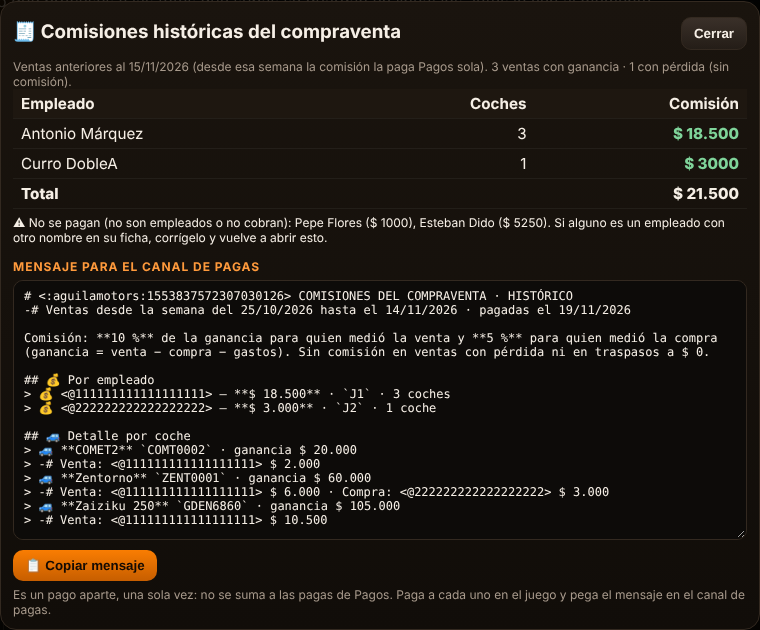 🧾 Comisiones históricas del compraventa
Cerrar
Ventas anteriores al 15/11/2026 (desde esa semana la comisión la paga Pagos sola). 3 ventas con ganancia · 1 con pérdida (sin
comisión).
Empleado Coches Comisión
Antonio Márquez 3 $ 18.500
Curro DobleA 1 $ 3000
Total $ 21.500
⚠ No se pagan (no son empleados o no cobran): Pepe Flores ($ 1000), Esteban Dido ($ 5250). Si alguno es un empleado con
otro nombre en su ficha, corrígelo y vuelve a abrir esto.
MENSAJE PARA EL CANAL DE PAGAS
# <:aguilamotors:1553837572307030126> COMISIONES DEL COMPRAVENTA · HISTÓRICO
-# Ventas desde la semana del 25/10/2026 hasta el 14/11/2026 · pagadas el 19/11/2026
Comisión: **10 %** de la ganancia para quien medió la venta y **5 %** para quien medió la compra
(ganancia = venta − compra − gastos). Sin comisión en ventas con pérdida ni en traspasos a $ 0.
## 💰 Por empleado
> 💰 <@111111111111111111> — **$ 18.500** · `J1` · 3 coches
> 💰 <@222222222222222222> — **$ 3.000** · `J2` · 1 coche
## 🚙 Detalle por coche
> 🚙 **COMET2** `COMT0002` · ganancia $ 20.000
> -# Venta: <@111111111111111111> $ 2.000
> 🚙 **Zentorno** `ZENT0001` · ganancia $ 60.000
> -# Venta: <@111111111111111111> $ 6.000 · Compra: <@222222222222222222> $ 3.000
> 🚙 **Zaiziku 250** `GDEN6860` · ganancia $ 105.000
> -# Venta: <@111111111111111111> $ 10.500
📋 Copiar mensaje
Es un pago aparte, una sola vez: no se suma a las pagas de Pagos. Paga a cada uno en el juego y pega el mensaje en el canal de
pagas.